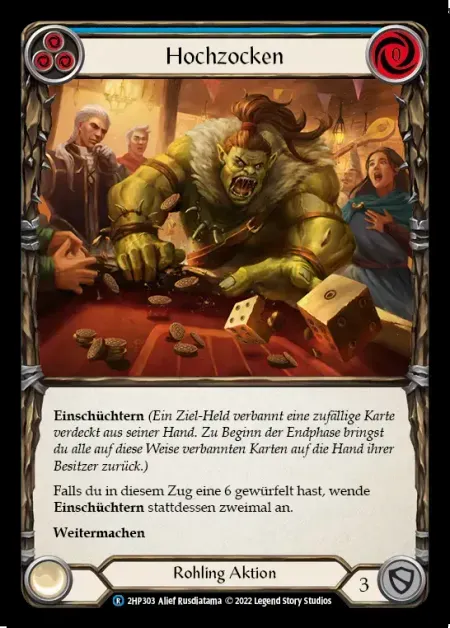 0
Hochzocken
Einschüchtern (Ein Ziel-Held verbannt eine zufällige Karte
verdeckt aus seiner Hand. Zu Beginn der Endphase bringst
du alle auf diese Weise verbannten Karten auf die Hand ihrer
Besitzer zurück.)
Falls du in diesem Zug eine 6 gewürfelt hast, wende
Einschüchtern stattdessen zweimal an.
Weitermachen
Rohling Aktion
3
R 2HP303 Alief Rusdiatama © 2022 Legend Story Studios